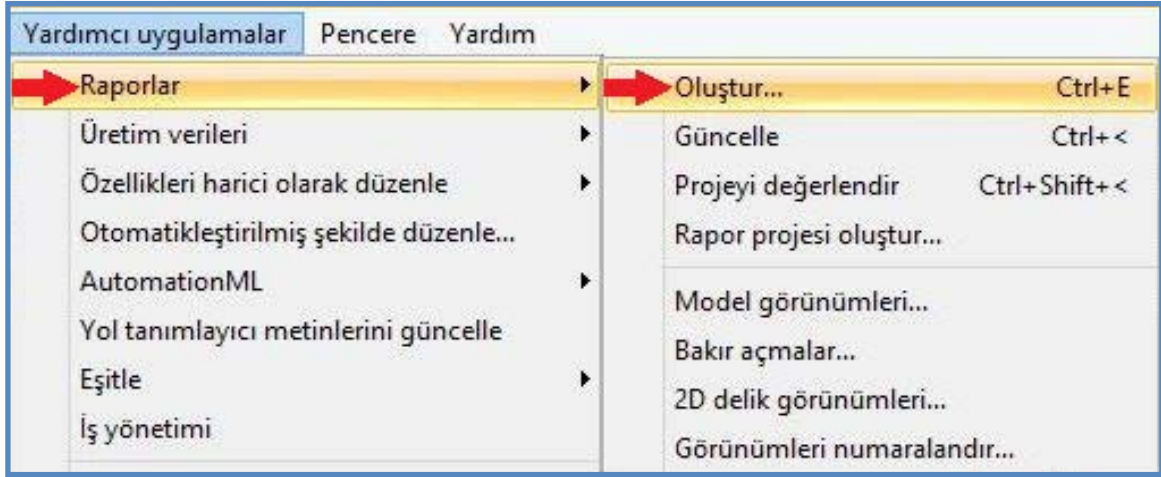 Yardımcı uygulamalar Pencere Yardım
Raporlar
Üretim verileri
Özellikleri harici olarak düzenle
Otomatikleştirilmiş şekilde düzenle...
AutomationML
Yol tanımlayıcı metinlerini güncelle
Eşitle
İş yönetimi
Oluştur... Ctrl+E
Güncelle Ctrl+<
Projeyi değerlendir Ctrl+Shift+<
Rapor projesi oluştur...
Model görünümleri...
Bakır açmalar...
2D delik görünümleri...
Görünümleri numaralandır...